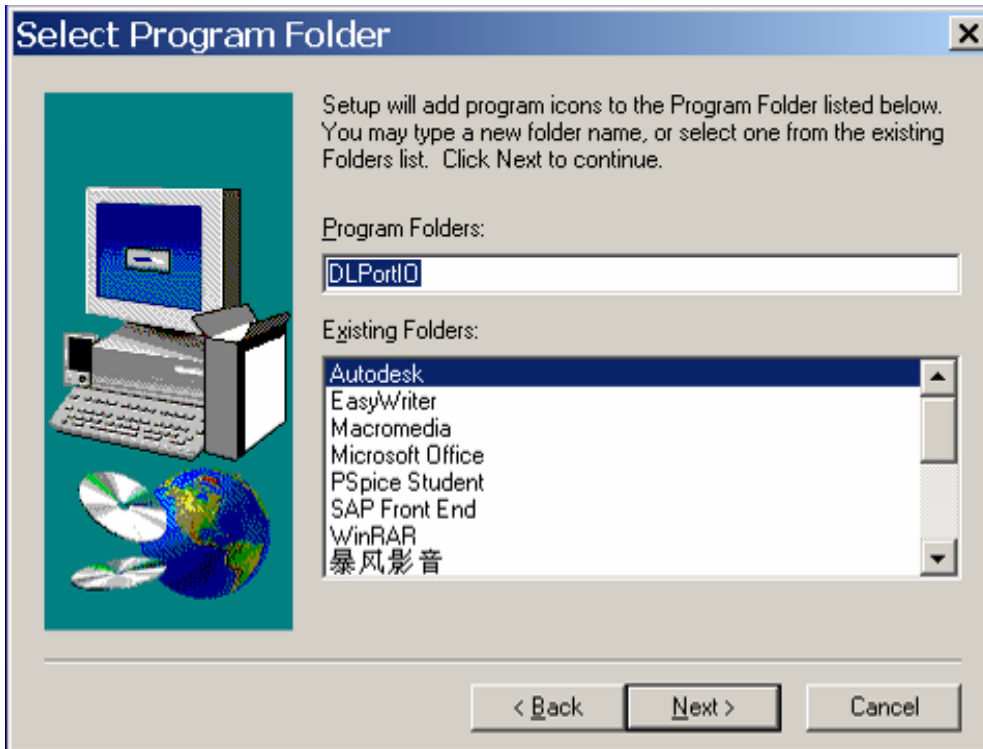 Select Program Folder
Setup will add program icons to the Program Folder listed below.
You may type a new folder name, or select one from the existing
Folders list.  Click Next to continue.
Program Folders:
DLPortIO
Existing Folders:
Autodesk
EasyWriter
Macromedia
Microsoft Office
PSpice Student
SAP Front End
WinRAR
暴风影音
< Back
Next >
Cancel